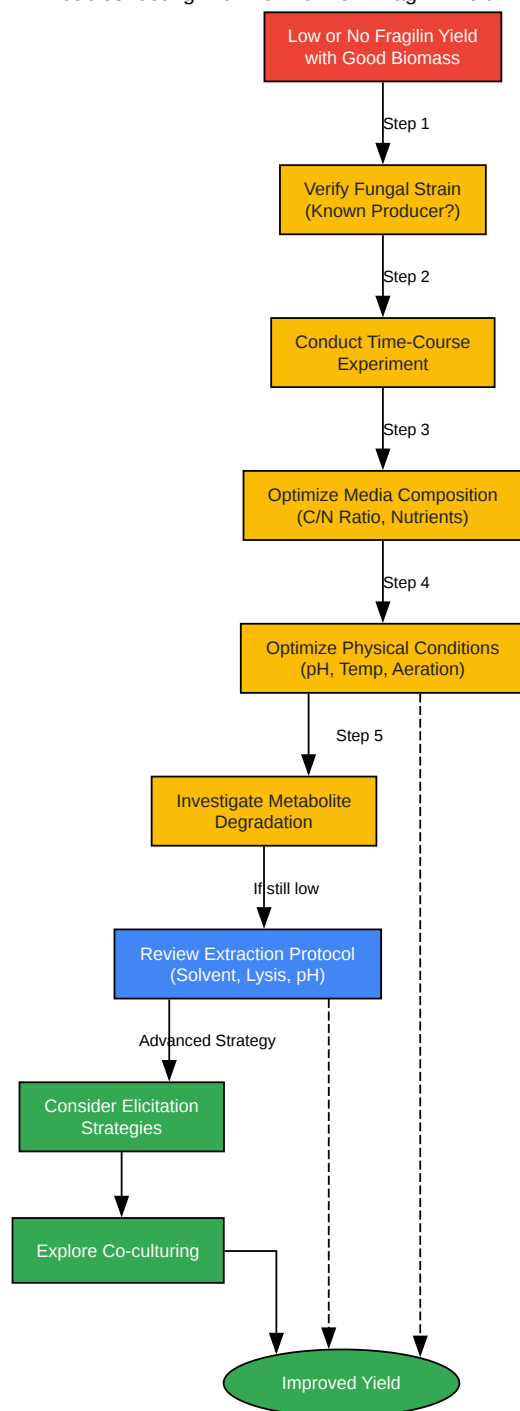 Low or No Fragilin Yield
with Good Biomass
Step 1
Verify Fungal Strain
(Known Producer?)
Step 2
Conduct Time-Course
Experiment
Step 3
Optimize Media Composition
(C/N Ratio, Nutrients)
Step 4
Optimize Physical Conditions
(pH, Temp, Aeration)
Step 5
Investigate Metabolite
Degradation
If still low
Review Extraction Protocol
(Solvent, Lysis, pH)
Advanced Strategy
Consider Elicitation
Strategies
Explore Co-culturing
Improved Yield